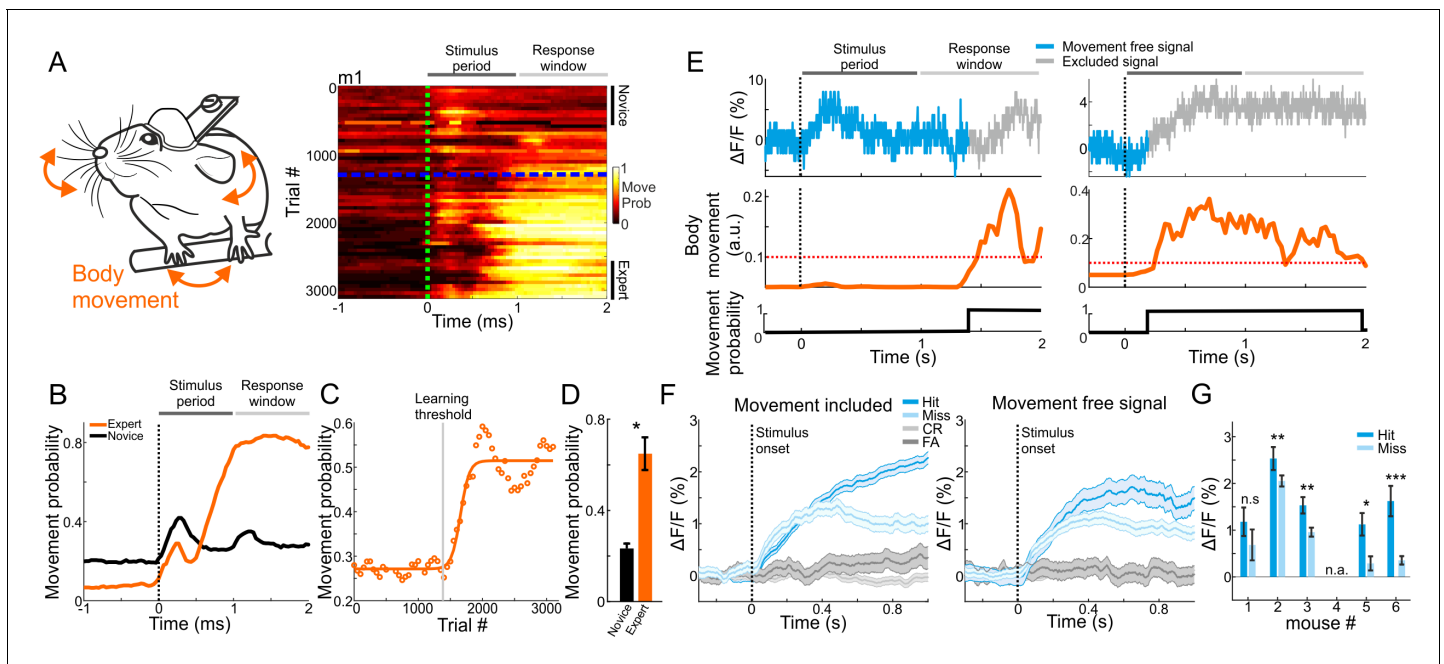 A
Body
movement
m1
Stimulus
period
Response
window
0
1000
2000
3000
Trial #
Novice
Expert
1
Move
Prob
0
-1
0
1
2
Time (ms)
B
Stimulus
period
Response
window
Expert
Novice
0.8
0.4
0
Movement probability
-1
0
1
2
Time (ms)
C
Learning
threshold
0.6
0.5
0.4
0.3
0.2
Movement probability
0
1000
2000
3000
Trial #
D
*
0.8
0.4
0
Movement probability
Novice
Expert
E
Stimulus
period
Response
window
Movement free signal
Excluded signal
10
0
ΔF/F (%)
4
0
0.2
0.1
Body
movement
(a.u.)
0.4
0.2
0
1
0
Movement
probability
1
0
0
1
2
Time (s)
0
1
2
Time (s)
F
Movement included
Hit
Miss
CR
FA
Stimulus
onset
3
2
1
0
ΔF/F (%)
0
0.4
0.8
Time (s)
Movement free signal
Stimulus
onset
3
2
1
0
ΔF/F (%)
0
0.4
0.8
Time (s)
G
Hit
Miss
3
2
1
0
ΔF/F (%)
n.s
**
**
n.a.
*
***
1
2
3
4
5
6
mouse #